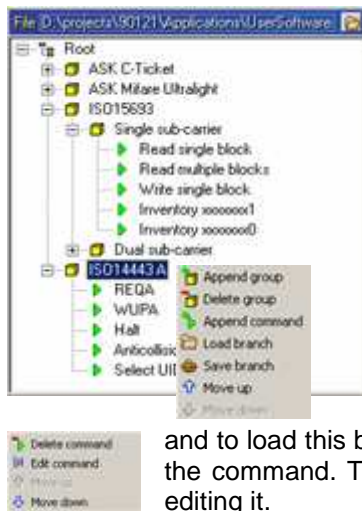 File D:\projects\90121\Applications\UserSoftware
Root
ASK C-Ticket
ASK Mifare Ultralight
ISO15693
Single sub-carrier
Read single block
Read multiple blocks
Write single block
Inventory xxxxxxx1
Inventory xxxxxxx0
Dual sub-carrier
ISO14443A
REQA
WUPA
Halt
Anticollisic
Select UI
Append group
Delete group
Append command
Load branch
Save branch
Move up
Move down
Delete command
Edit command
Move up
Move down
and to load this b
the command. T
editing it.